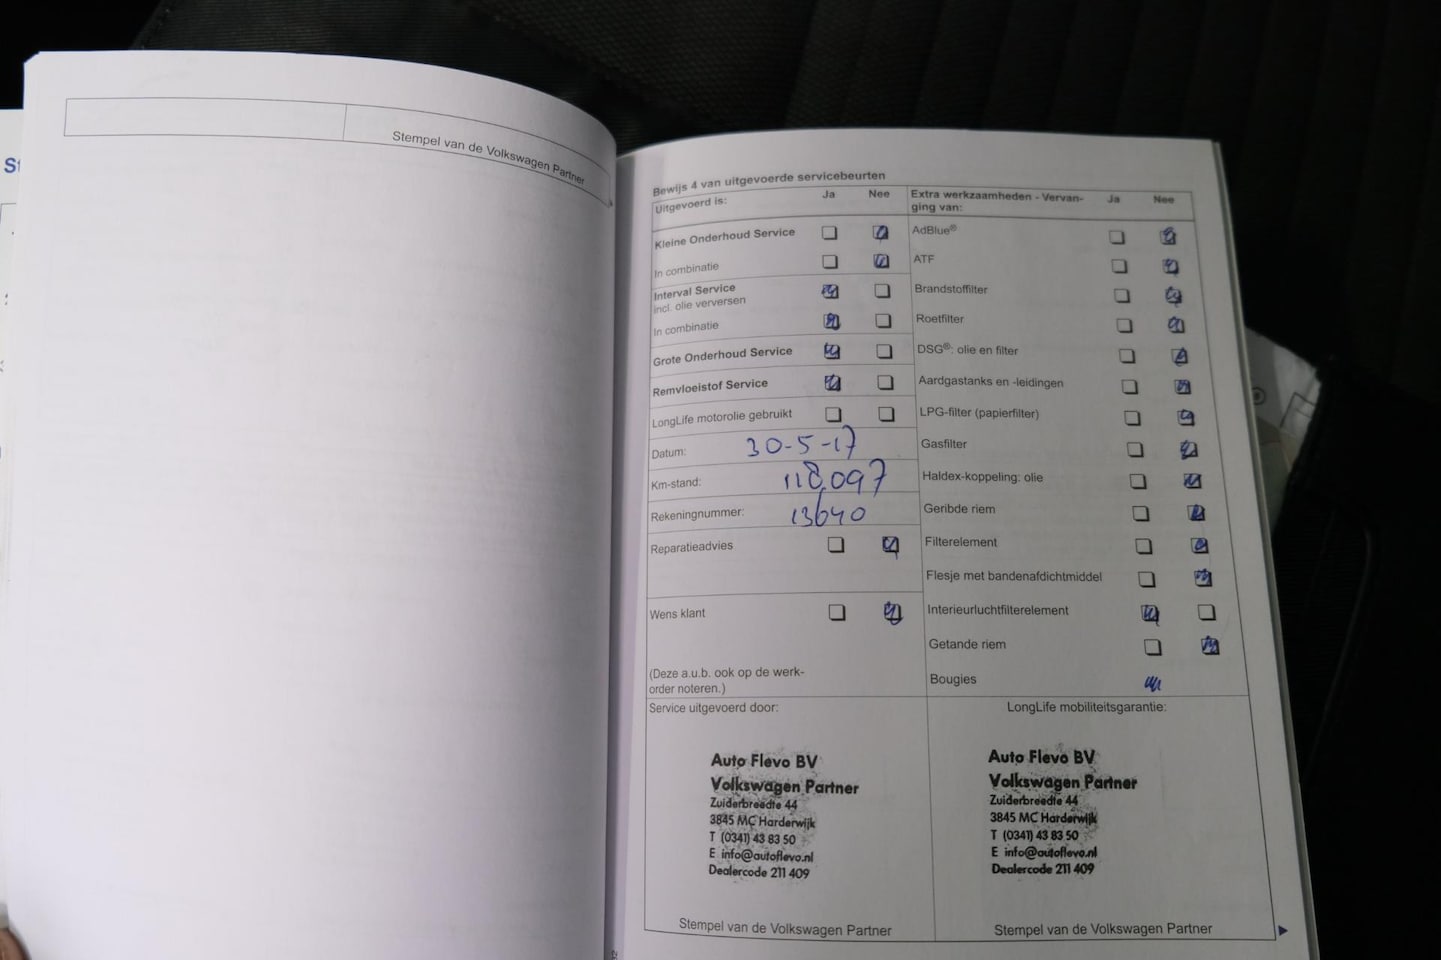 Stempel van de Volkswagen Partner
Bewijs 4 van uitgevoerde servicebeurten
Uitgevoerd is: Ja Nee
Kleine Onderhoud Service
In combinatie
Interval Service
incl. olie verversen
In combinatie
Grote Onderhoud Service
Remvloeistof Service
LongLife motorolie gebruikt
Datum: 30-5-17
Km-stand: 118.097
Rekeningnummer: 13640
Reparatieadvies
Wens klant
(Deze a.u.b. ook op de werk-
order noteren.)
Extra werkzaamheden - Vervan-
ging van: Ja Nee
AdBlue®
ATF
Brandstoffilter
Roetfilter
DSG®: olie en filter
Aardgastanks en -leidingen
LPG-filter (papierfilter)
Gasfilter
Haldex-koppeling: olie
Geribde riem
Filterelement
Flesje met bandenafdichtmiddel
Interieurluchtfilterelement
Getande riem
Bougies
Service uitgevoerd door:
Auto Flevo BV
Volkswagen Partner
Zuiderbreedte 44
3845 MC Harderwijk
T (0341) 43 83 50
E info@autoflevo.nl
Dealercode 211 409
Stempel van de Volkswagen Partner
LongLife mobiliteitsgarantie:
Auto Flevo BV
Volkswagen Partner
Zuiderbreedte 44
3845 MC Harderwijk
T (0341) 43 83 50
E info@autoflevo.nl
Dealercode 211 409
Stempel van de Volkswagen Partner